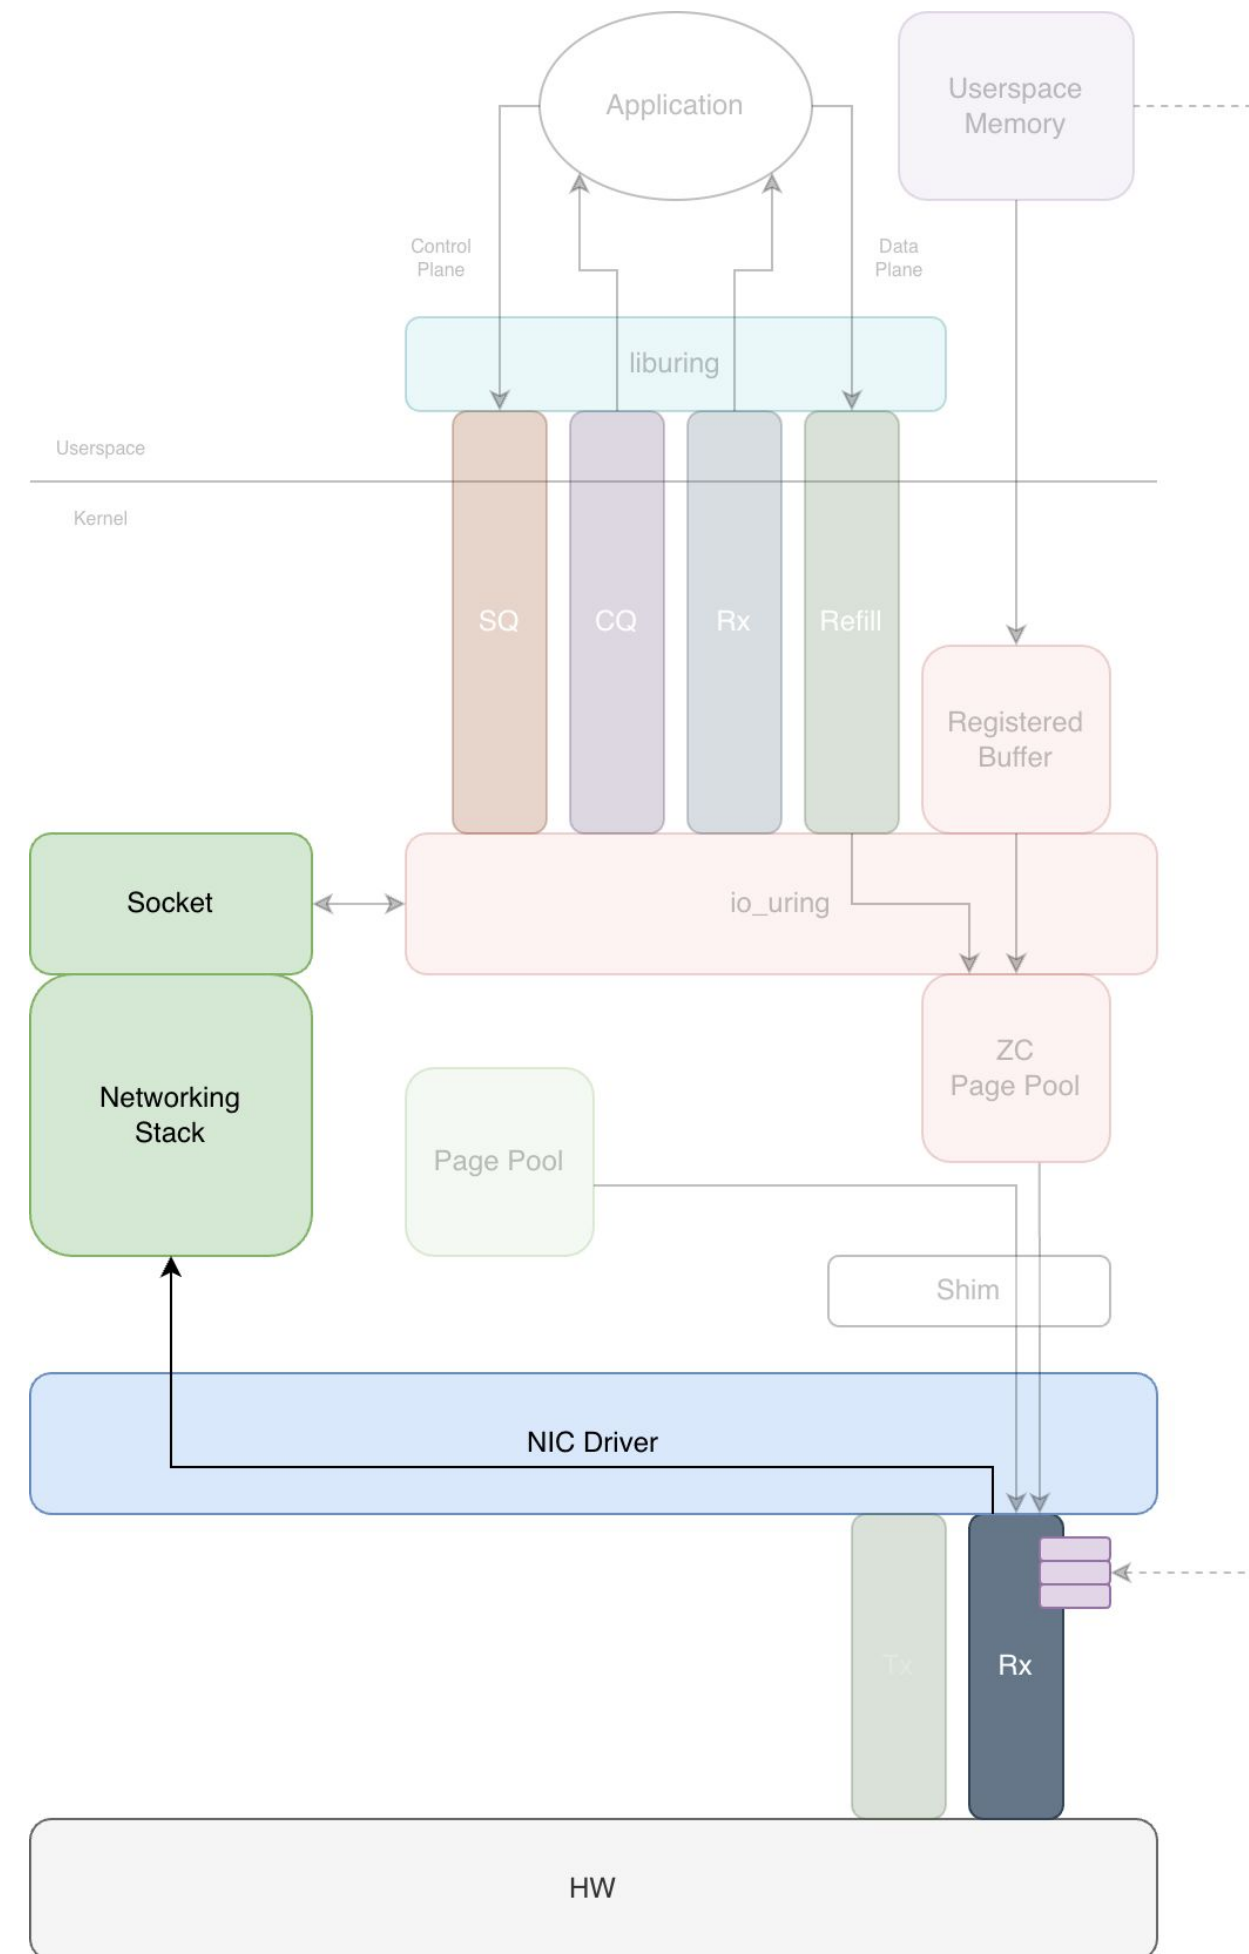 Application
Userspace
Memory
Control
Plane
Data
Plane
liburing
Userspace
Kernel
SQ
CQ
Rx
Refill
Registered
Buffer
Socket
io_uring
ZC
Page Pool
Networking
Stack
Page Pool
Shim
NIC Driver
Tx
Rx
HW